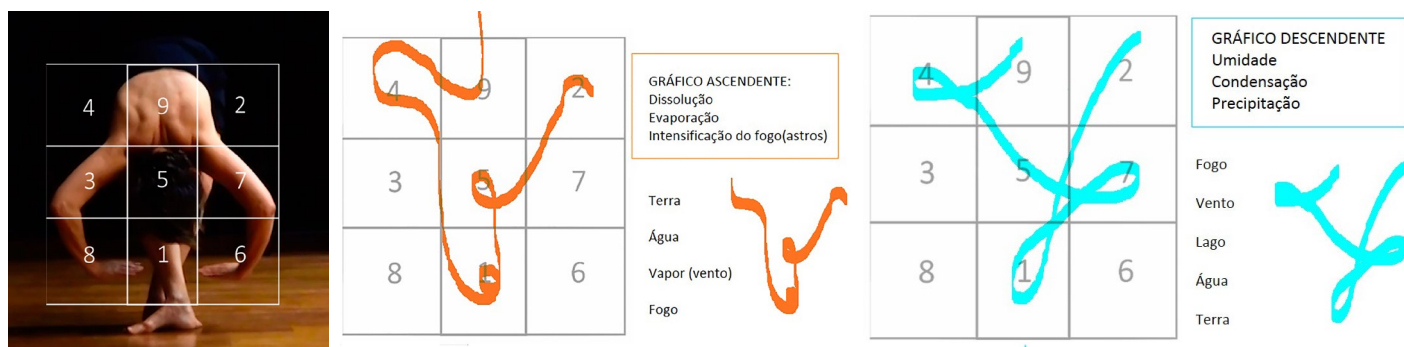 4 9 2
3 5 7
8 1 6
4 9 2
3 5 7
8 1 6
GRÁFICO ASCENDENTE:
Dissolução
Evaporação
Intensificação do fogo(astros)
Terra
Água
Vapor (vento)
Fogo
4 9 2
3 5 7
8 1 6
GRÁFICO DESCENDENTE
Umidade
Condensação
Precipitação
Fogo
Vento
Lago
Água
Terra